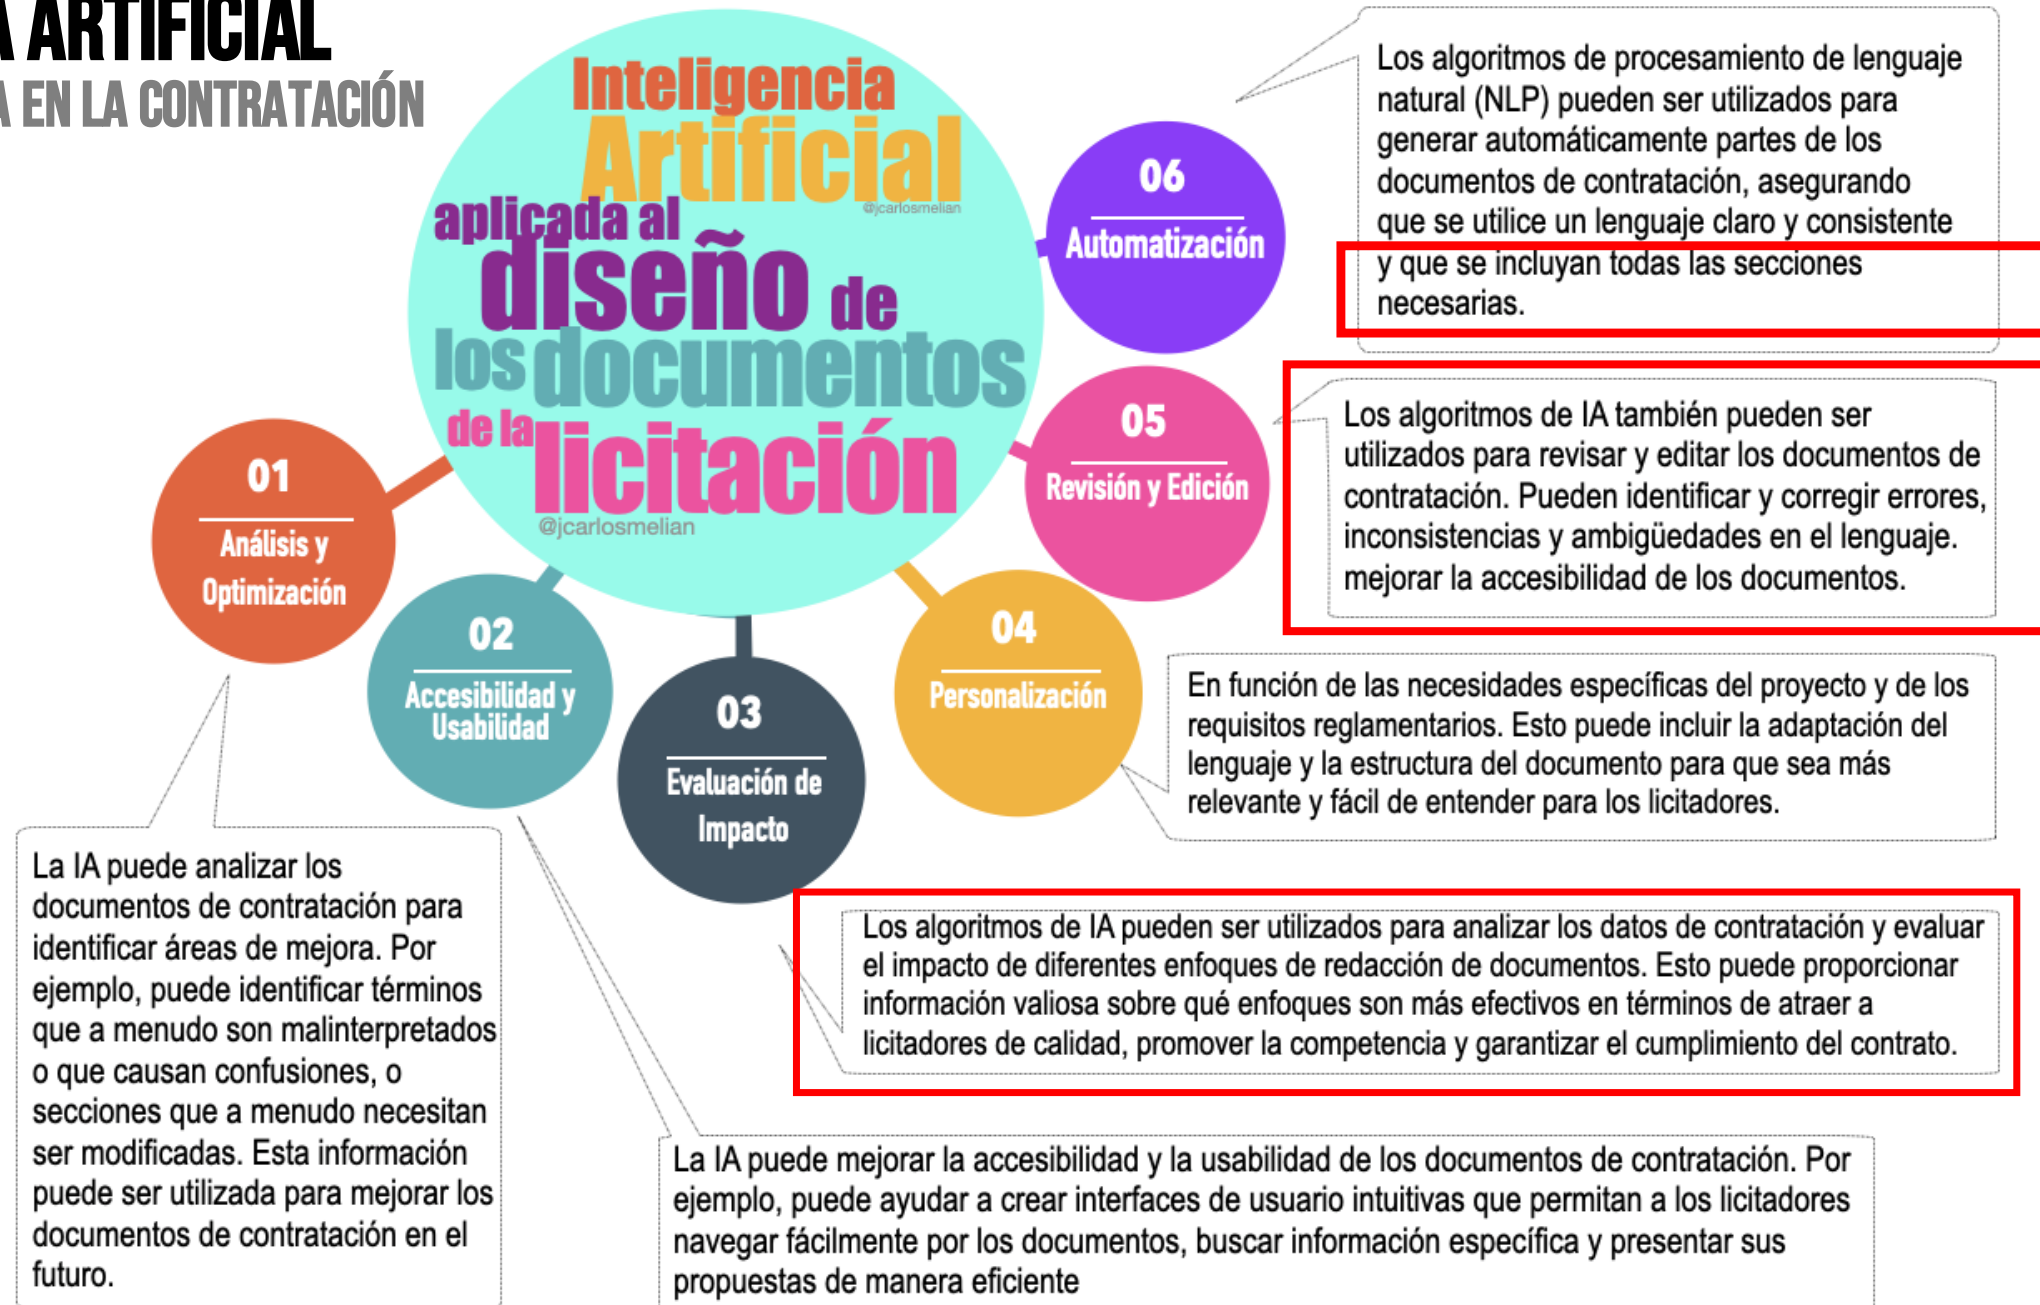 A ARTIFICIAL
A EN LA CONTRATACIÓN
Inteligencia
Artificial
@jcarlosmelian
aplicada al
diseño de
los documentos
de la licitación
@jcarlosmelian
01
Análisis y
Optimización
La IA puede analizar los
documentos de contratación para
identificar áreas de mejora. Por
ejemplo, puede identificar términos
que a menudo son malinterpretados
o que causan confusiones, o
secciones que a menudo necesitan
ser modificadas. Esta información
puede ser utilizada para mejorar los
documentos de contratación en el
futuro.
02
Accesibilidad y
Usabilidad
La IA puede mejorar la accesibilidad y la usabilidad de los documentos de contratación. Por
ejemplo, puede ayudar a crear interfaces de usuario intuitivas que permitan a los licitadores
navegar fácilmente por los documentos, buscar información específica y presentar sus
propuestas de manera eficiente
03
Evaluación de
Impacto
Los algoritmos de IA pueden ser utilizados para analizar los datos de contratación y evaluar
el impacto de diferentes enfoques de redacción de documentos. Esto puede proporcionar
información valiosa sobre qué enfoques son más efectivos en términos de atraer a
licitadores de calidad, promover la competencia y garantizar el cumplimiento del contrato.
04
Personalización
En función de las necesidades específicas del proyecto y de los
requisitos reglamentarios. Esto puede incluir la adaptación del
lenguaje y la estructura del documento para que sea más
relevante y fácil de entender para los licitadores.
05
Revisión y Edición
Los algoritmos de IA también pueden ser
utilizados para revisar y editar los documentos de
contratación. Pueden identificar y corregir errores,
inconsistencias y ambigüedades en el lenguaje.
mejorar la accesibilidad de los documentos.
06
Automatización
Los algoritmos de procesamiento de lenguaje
natural (NLP) pueden ser utilizados para
generar automáticamente partes de los
documentos de contratación, asegurando
que se utilice un lenguaje claro y consistente
y que se incluyan todas las secciones
necesarias.